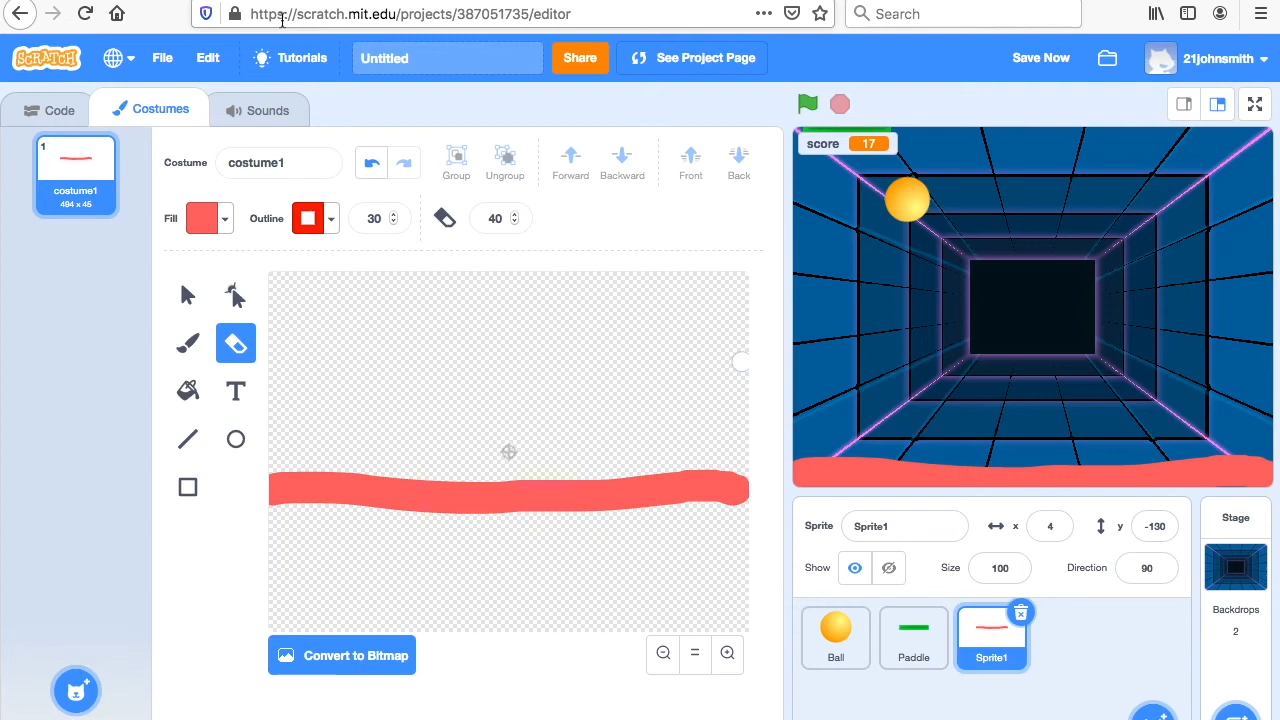 https://scratch.mit.edu/projects/387051735/editor
Search
SCRATCH
File
Edit
Tutorials
Untitled
Share
See Project Page
Save Now
21johnsmith
Code
Costumes
Sounds
1
costume1
494 x 45
Costume
costume1
Group
Ungroup
Forward
Backward
Front
Back
Fill
Outline
30
40
T
Convert to Bitmap
score 17
Sprite
Sprite1
x
4
y
-130
Show
Size
100
Direction
90
Ball
Paddle
Sprite1
Stage
Backdrops
2